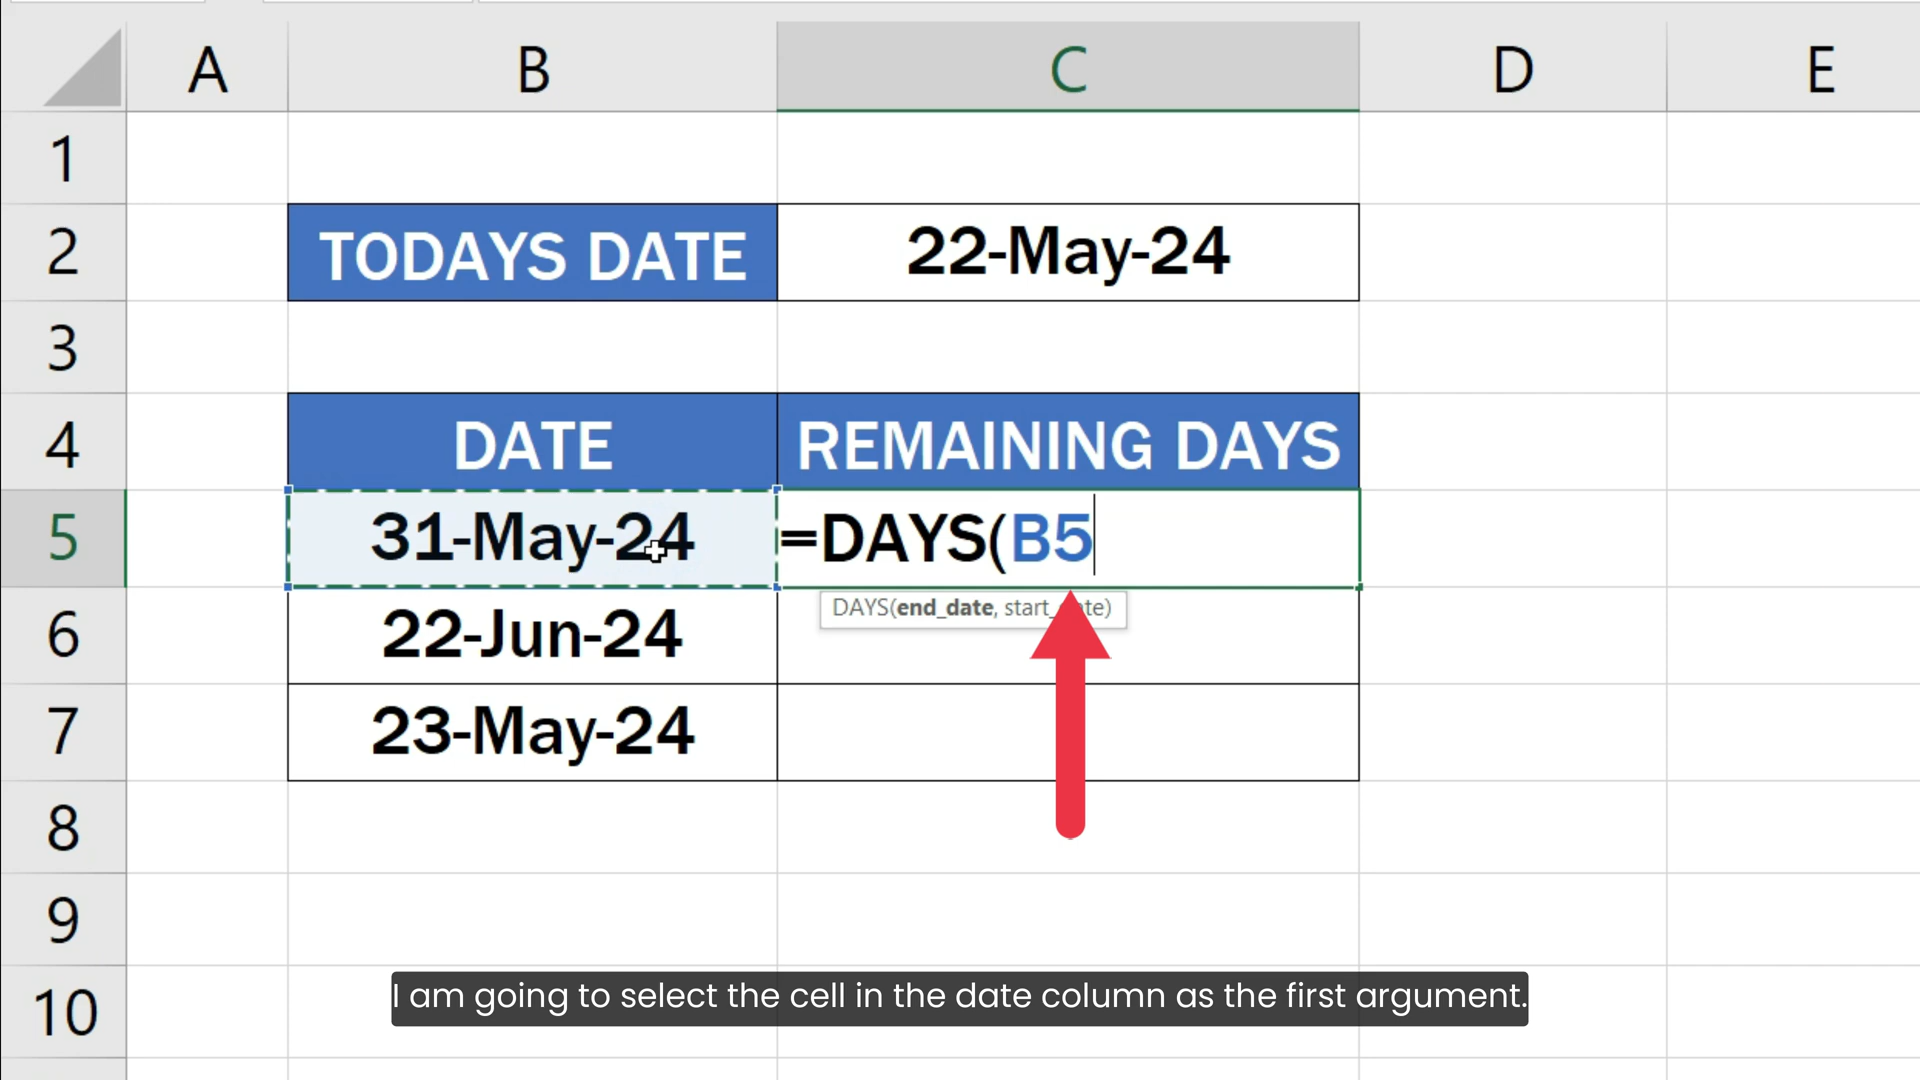 A B C D E
1
2 TODAYS DATE 22-May-24
3
4 DATE REMAINING DAYS
5 31-May-24 =DAYS(B5
DAYS(end_date, start_date)
6 22-Jun-24
7 23-May-24
8
9
10
I am going to select the cell in the date column as the first argument.